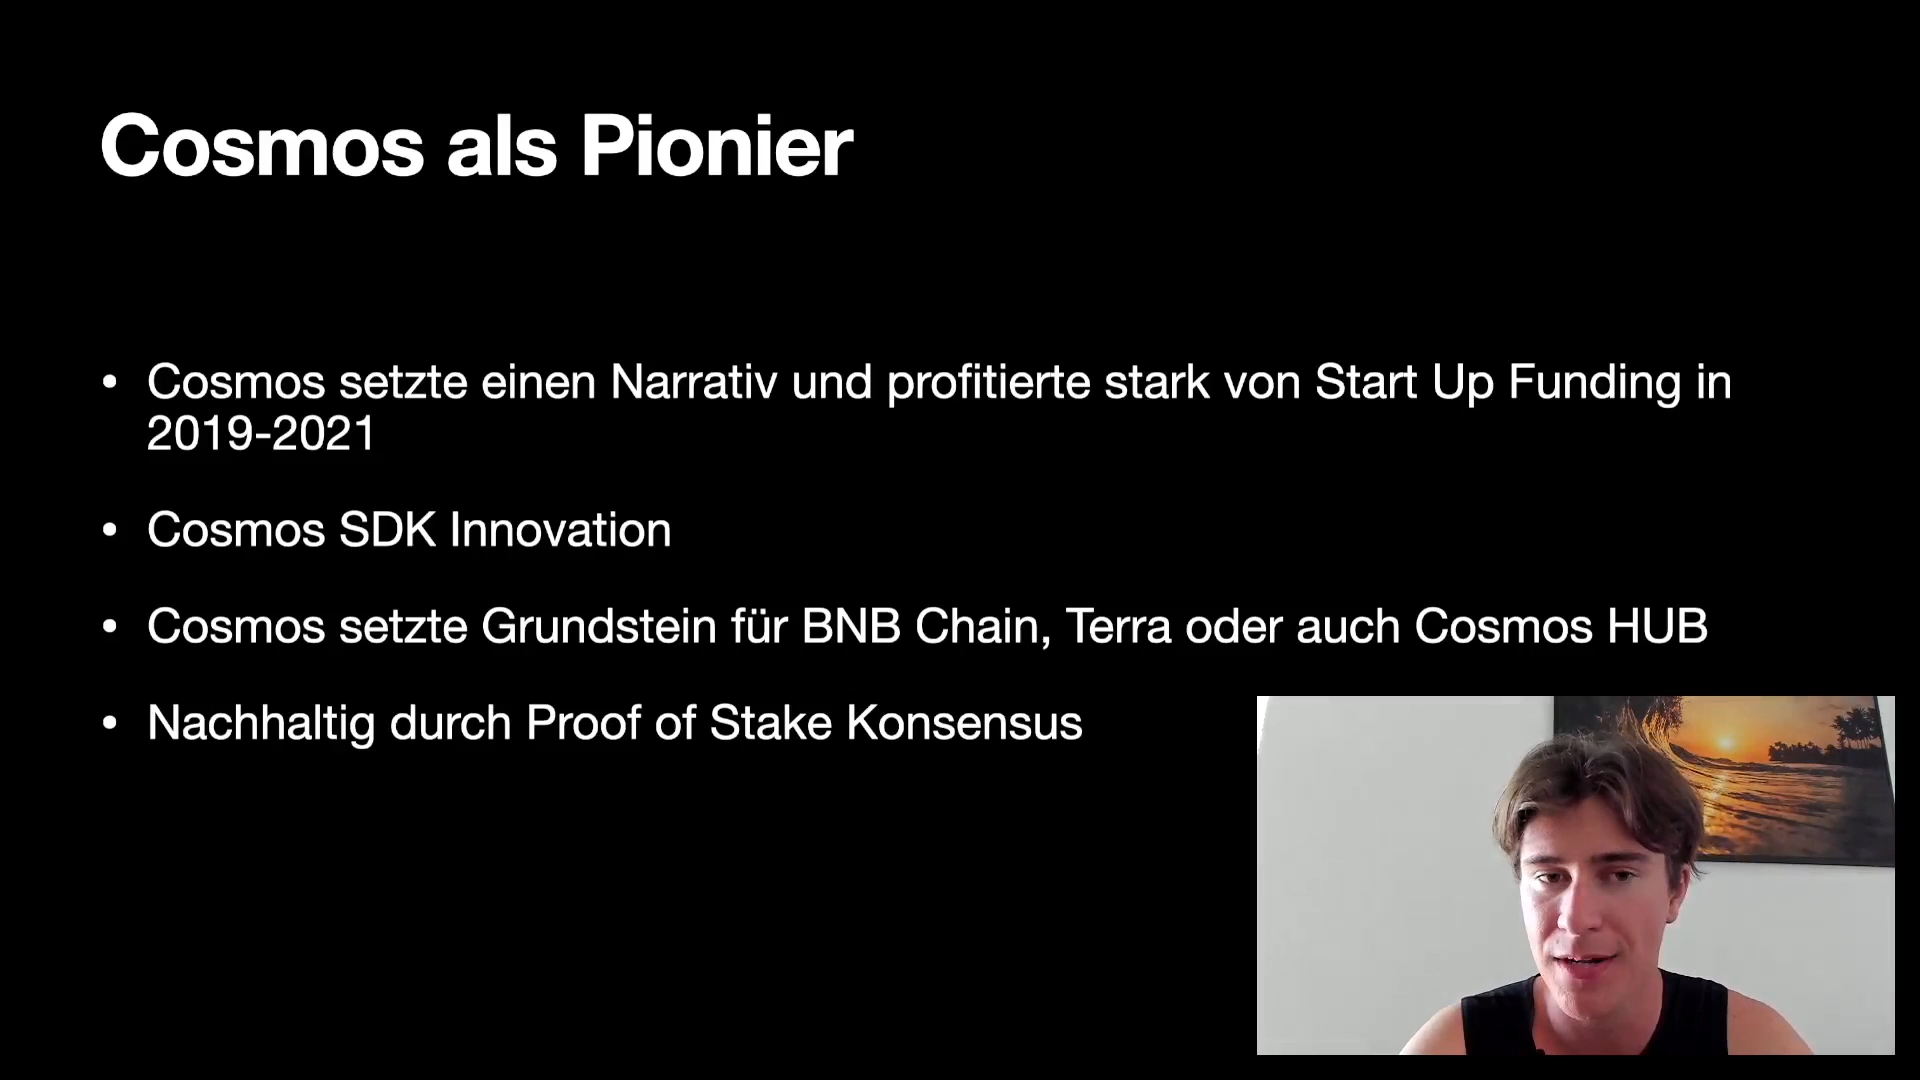 Cosmos als Pionier
• Cosmos setzte einen Narrativ und profitierte stark von Start Up Funding in
2019-2021
• Cosmos SDK Innovation
• Cosmos setzte Grundstein für BNB Chain, Terra oder auch Cosmos HUB
• Nachhaltig durch Proof of Stake Konsensus